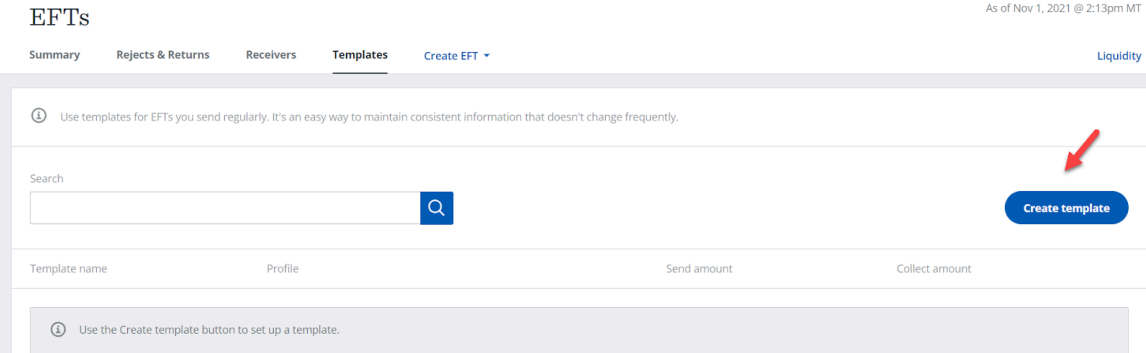 EFTs
As of Nov 1, 2021 @ 2:13pm MT
Summary Rejects & Returns Receivers Templates Create EFT Liquidity
Use templates for EFTs you send regularly. It's an easy way to maintain consistent information that doesn't change frequently.
Search
Create template
Template name Profile Send amount Collect amount
Use the Create template button to set up a template.